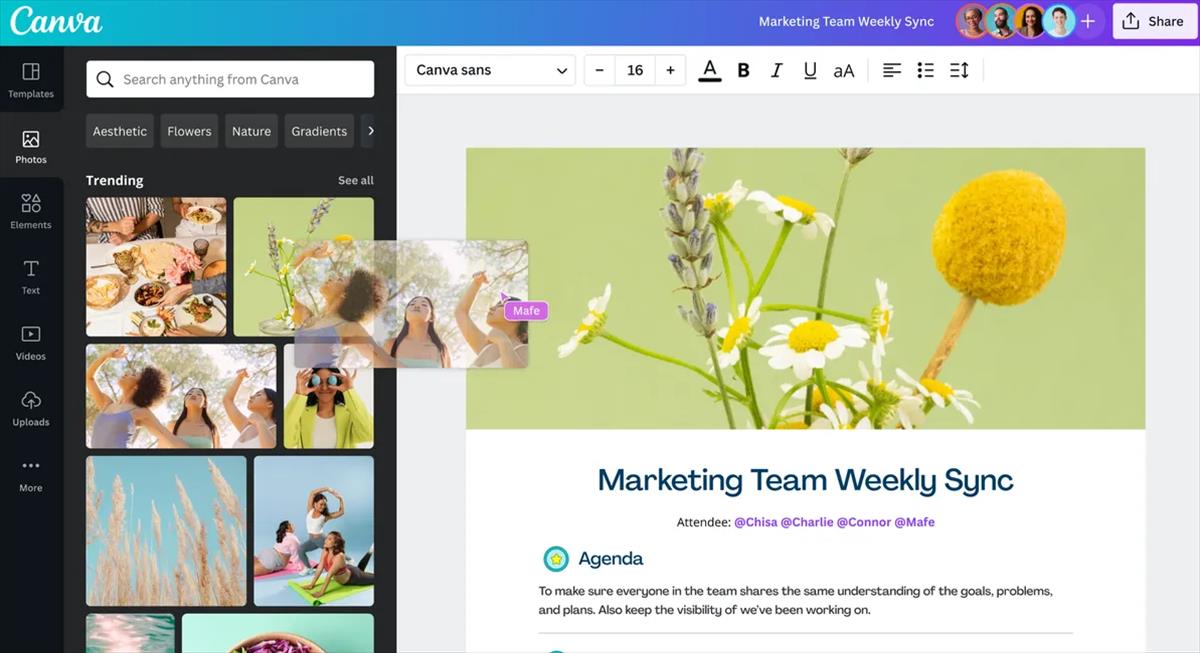 Canva
Marketing Team Weekly Sync
+
Share
Templates
Photos
Elements
Text
Videos
Uploads
More
Search anything from Canva
Aesthetic Flowers Nature Gradients
Trending See all
Mafe
Canva sans − 16 + A B I U aA
Marketing Team Weekly Sync
Attendee: @Chisa @Charlie @Connor @Mafe
Agenda
To make sure everyone in the team shares the same understanding of the goals, problems,
and plans. Also keep the visibility of we've been working on.